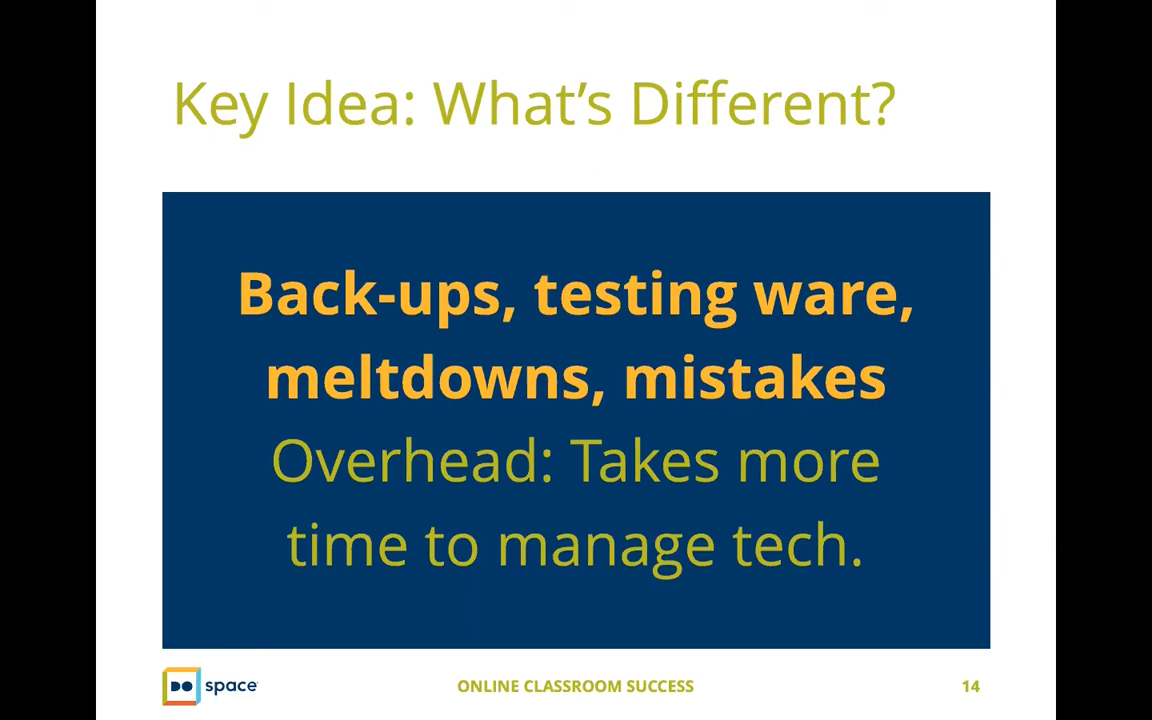 Key Idea: What’s Different?
Back-ups, testing ware,
meltdowns, mistakes
Overhead: Takes more
time to manage tech.
DO space
ONLINE CLASSROOM SUCCESS
14